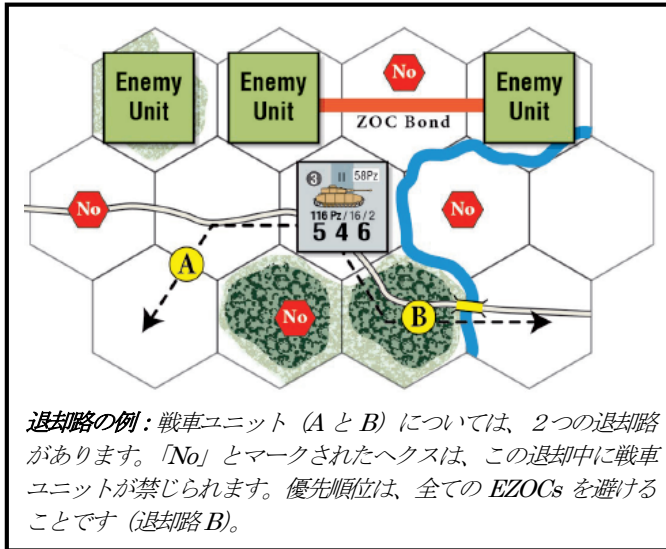 Enemy
Unit
Enemy
Unit
No
Enemy
Unit
ZOC Bond
No
3 II 58Pz
116 Pz / 16 / 2
5 4 6
No
A
No
B
退却路の例：戦車ユニット（A と B）については、２つの退却路
があります。「No」とマークされたヘクスは、この退却中に戦車
ユニットが禁じられます。優先順位は、全ての EZOCs を避ける
ことです（退却路 B）。